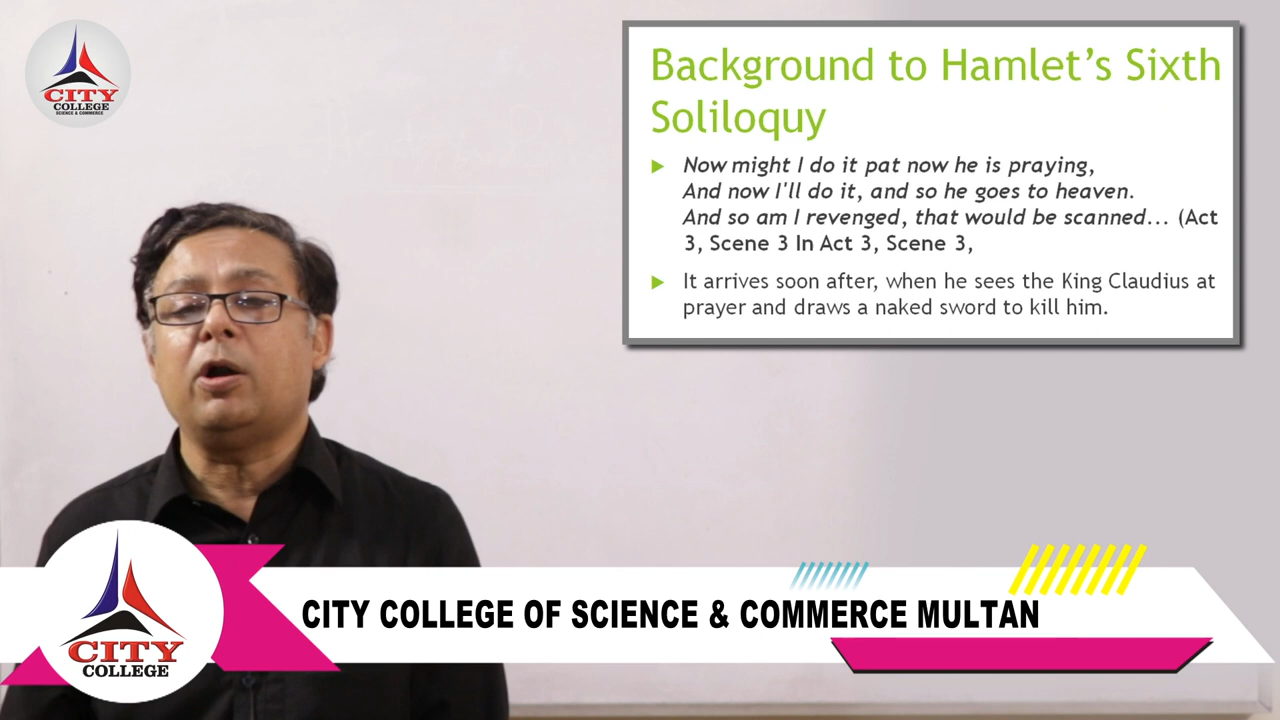 CITY
COLLEGE
SCIENCE & COMMERCE
Background to Hamlet's Sixth
Soliloquy
Now might I do it pat now he is praying,
And now I'll do it, and so he goes to heaven.
And so am I revenged, that would be scanned... (Act
3, Scene 3 In Act 3, Scene 3,
It arrives soon after, when he sees the King Claudius at
prayer and draws a naked sword to kill him.
CITY COLLEGE OF SCIENCE & COMMERCE MULTAN
CITY
COLLEGE